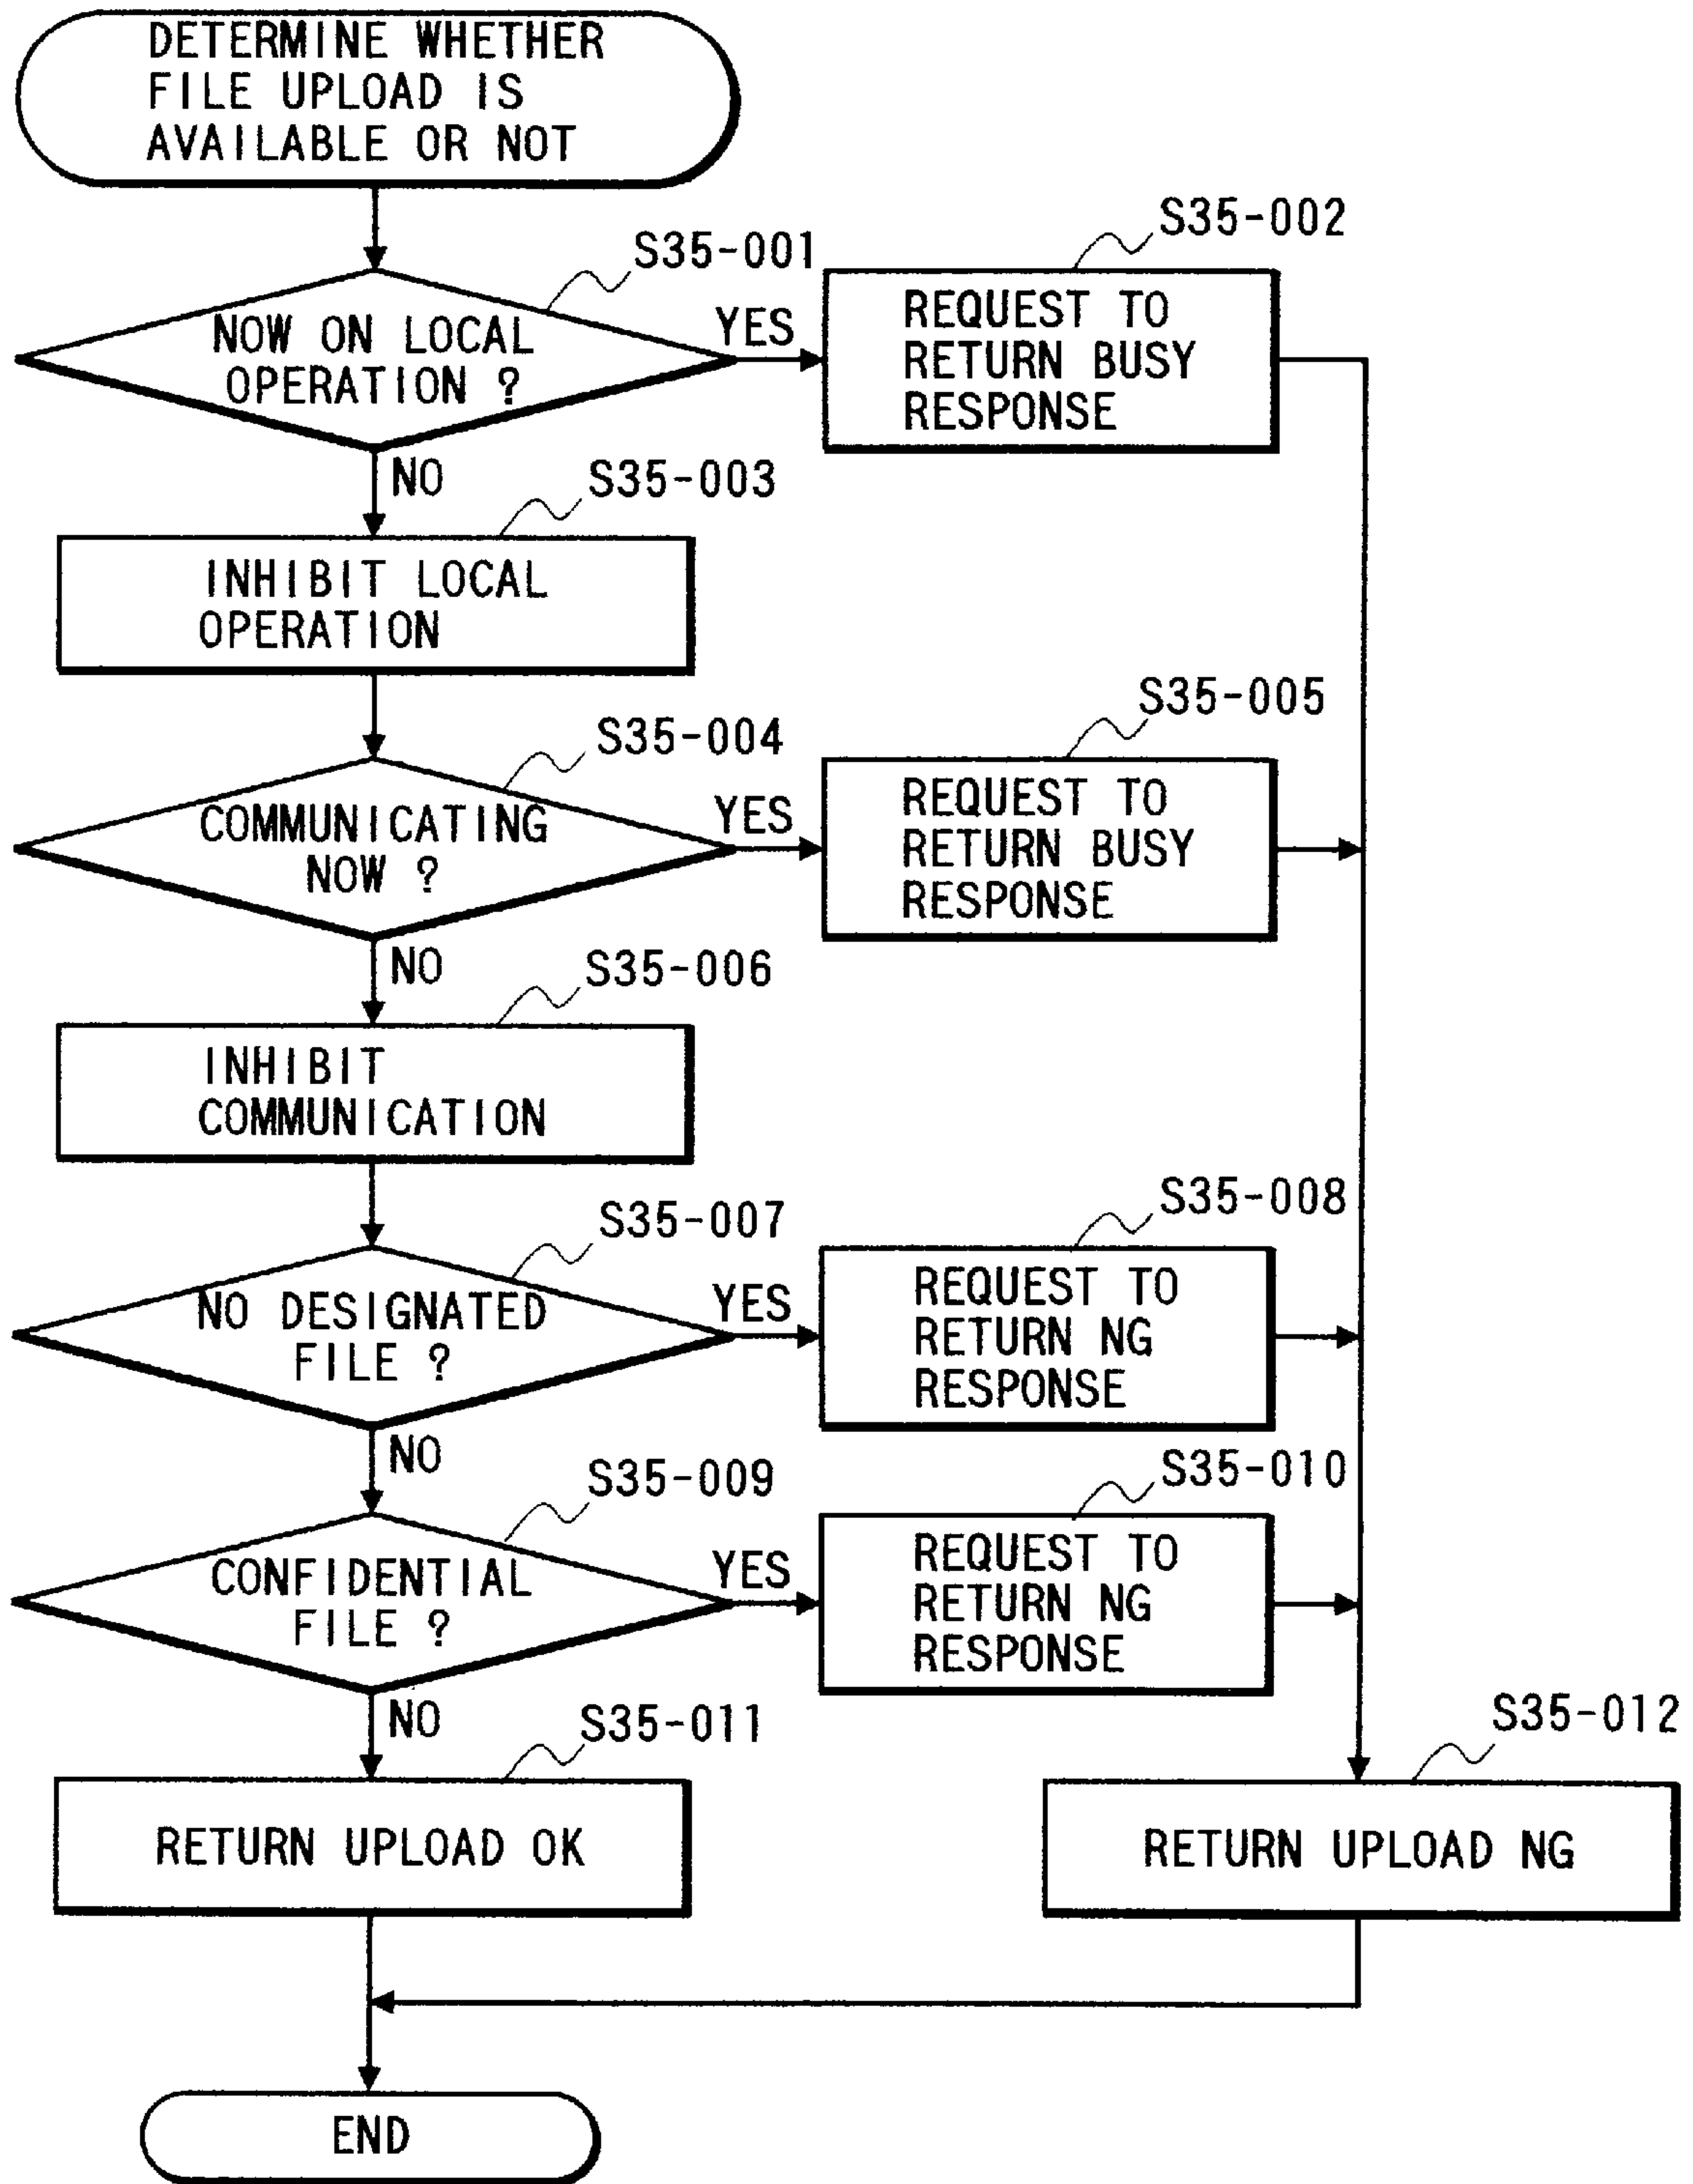 DETERMINE WHETHER
FILE UPLOAD IS
AVAILABLE OR NOT
S35-001
NOW ON LOCAL
OPERATION ?
YES
S35-002
REQUEST TO
RETURN BUSY
RESPONSE
NO
S35-003
INHIBIT LOCAL
OPERATION
S35-004
COMMUNICATING
NOW ?
YES
S35-005
REQUEST TO
RETURN BUSY
RESPONSE
NO
S35-006
INHIBIT
COMMUNICATION
S35-007
NO DESIGNATED
FILE ?
YES
S35-008
REQUEST TO
RETURN NG
RESPONSE
NO
S35-009
CONFIDENTIAL
FILE ?
YES
S35-010
REQUEST TO
RETURN NG
RESPONSE
NO
S35-011
RETURN UPLOAD OK
S35-012
RETURN UPLOAD NG
END